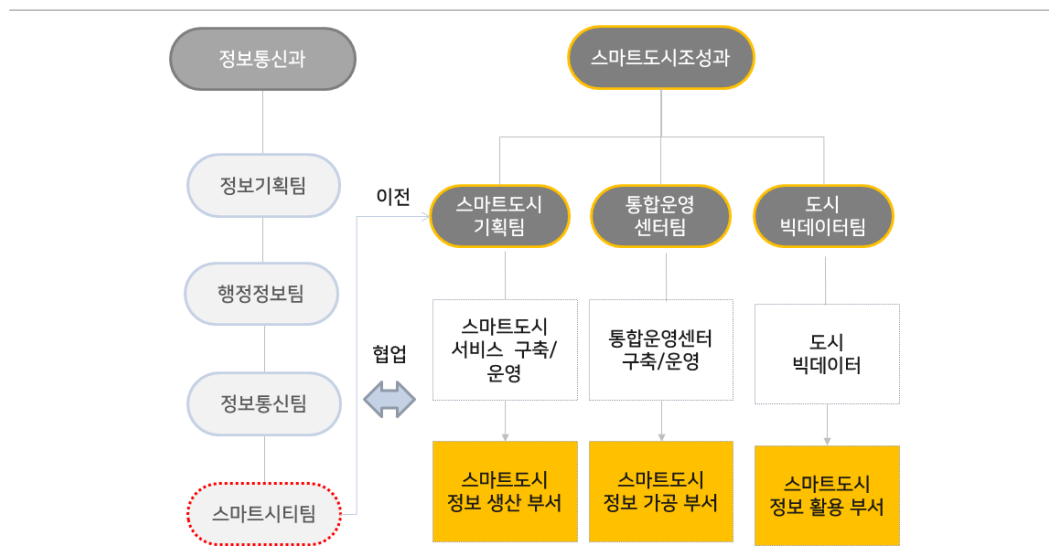 정보통신과
스마트도시조성과
정보기획팀
이전
스마트도시
기획팀
통합운영
센터팀
도시
빅데이터팀
행정정보팀
스마트도시
서비스 구축/
운영
통합운영센터
구축/운영
도시
빅데이터
협업
정보통신팀
스마트시티팀
스마트도시
정보 생산 부서
스마트도시
정보 가공 부서
스마트도시
정보 활용 부서